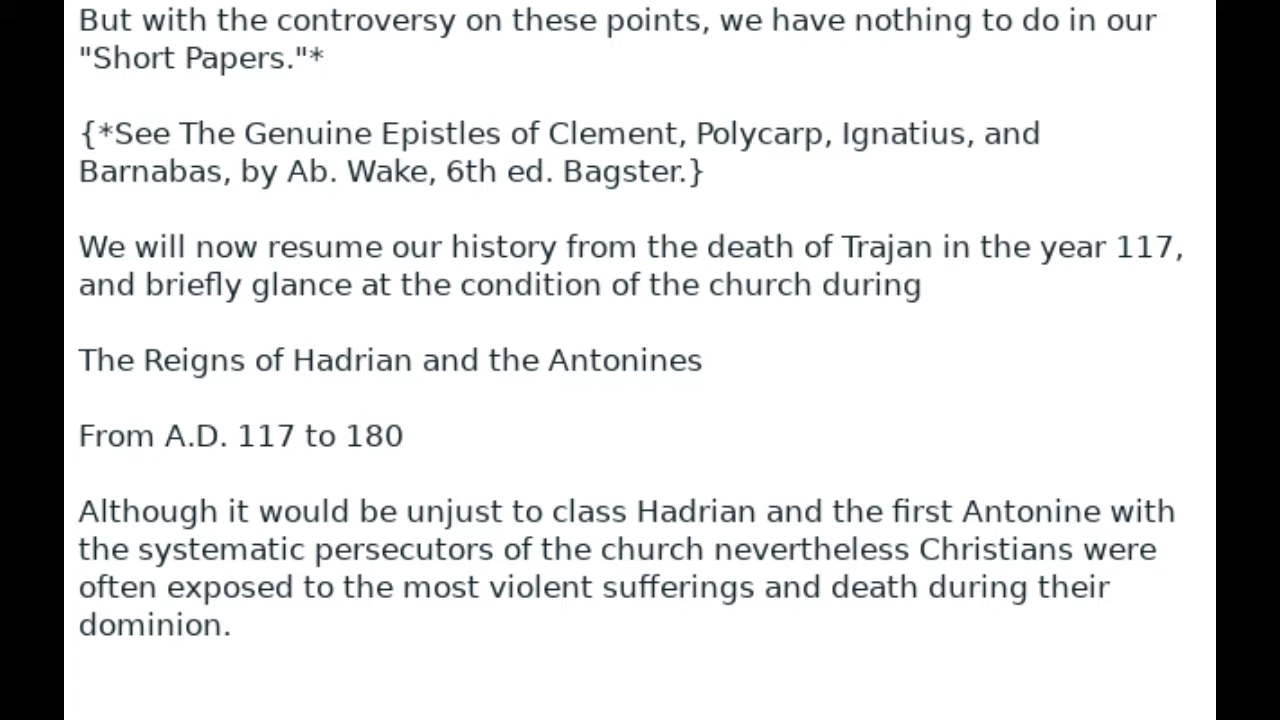 But with the controversy on these points, we have nothing to do in our
"Short Papers."*
{*See The Genuine Epistles of Clement, Polycarp, Ignatius, and
Barnabas, by Ab. Wake, 6th ed. Bagster.}
We will now resume our history from the death of Trajan in the year 117,
and briefly glance at the condition of the church during
The Reigns of Hadrian and the Antonines
From A.D. 117 to 180
Although it would be unjust to class Hadrian and the first Antonine with
the systematic persecutors of the church nevertheless Christians were
often exposed to the most violent sufferings and death during their
dominion.